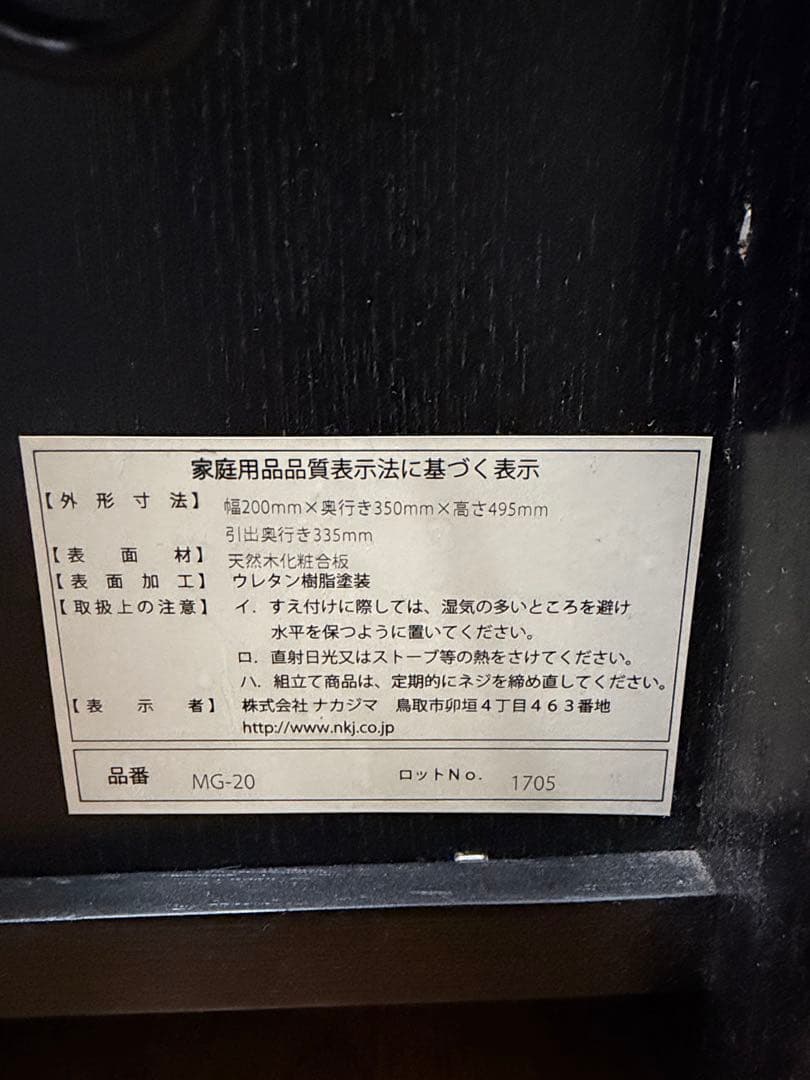 家庭用品品質表示法に基づく表示
【外形寸法】 幅200mm×奥行き350mm×高さ495mm
引出奥行き335mm
【表面材】 天然木化粧合板
【表面加工】 ウレタン樹脂塗装
【取扱上の注意】 イ．すえ付けに際しては、湿気の多いところを避け
水平を保つように置いてください。
ロ．直射日光又はストーブ等の熱をさけてください。
ハ．組立て商品は、定期的にネジを締め直してください。
【表示者】 株式会社 ナカジマ 鳥取市卯垣４丁目４６３番地
http://www.nkj.co.jp
品番 MG-20 ロットNo. 1705